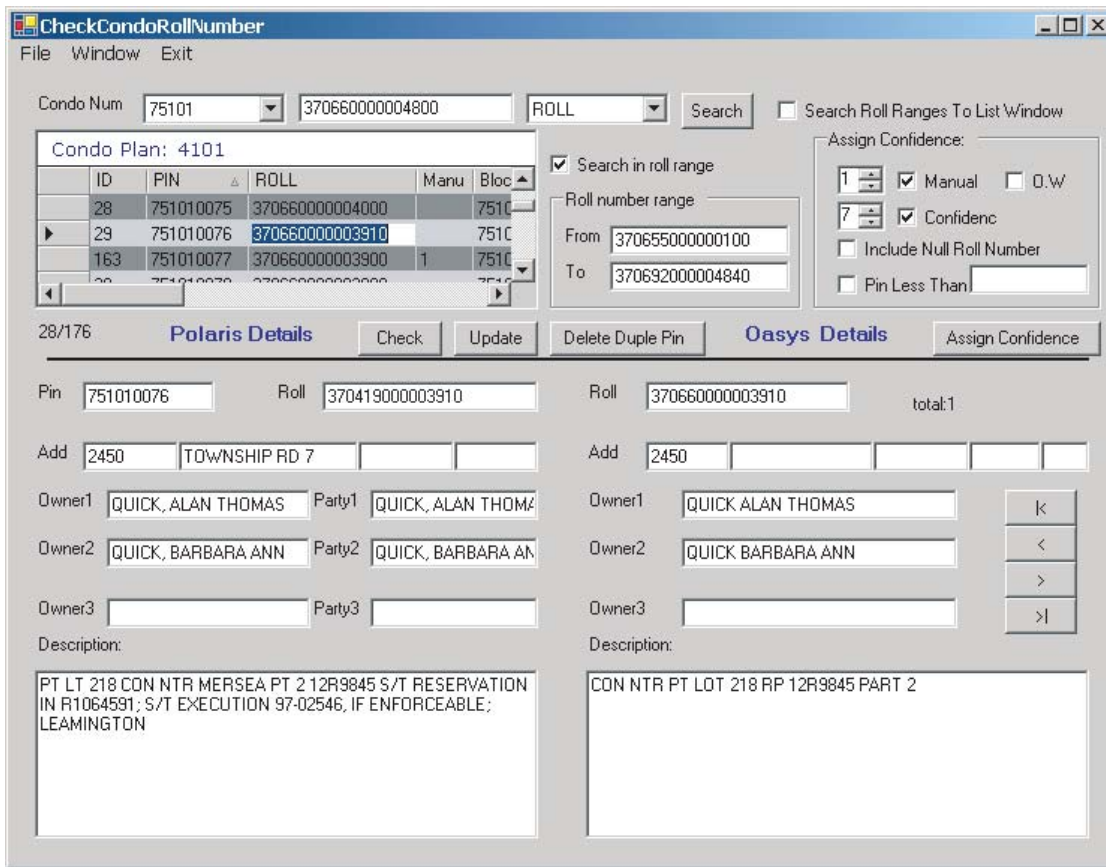 CheckCondoRollNumber
File Window Exit
Condo Num 75101 370660000004800 ROLL Search Search Roll Ranges To List Window
Condo Plan: 4101
ID PIN ROLL Manu Bloc
28 751010075 370660000004000 7510
29 751010076 370660000003910 7510
163 751010077 370660000003900 1 7510
Search in roll range
Roll number range
From 370655000000100
To 370692000004840
Assign Confidence:
1 Manual O.W
7 Confidenc
Include Null Roll Number
Pin Less Than
28/176 Polaris Details Check Update Delete Duple Pin Oasys Details Assign Confidence
Pin 751010076 Roll 370419000003910 Roll 370660000003910 total:1
Add 2450 TOWNSHIP RD 7 Add 2450
Owner1 QUICK, ALAN THOMAS Party1 QUICK, ALAN THOMA Owner1 QUICK ALAN THOMAS |<
Owner2 QUICK, BARBARA ANN Party2 QUICK, BARBARA AN Owner2 QUICK BARBARA ANN <
>
Owner3 Party3 Owner3 >|
Description: Description:
PT LT 218 CON NTR MERSEA PT 2 12R9845 S/T RESERVATION
IN R1064591; S/T EXECUTION 97-02546, IF ENFORCEABLE;
LEAMINGTON
CON NTR PT LOT 218 RP 12R9845 PART 2